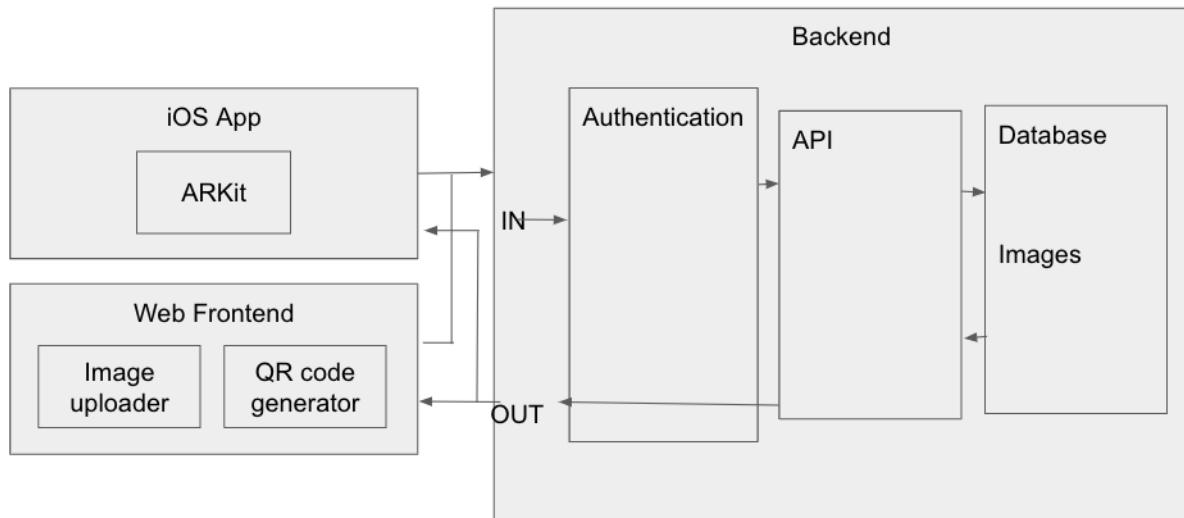 Backend
iOS App
ARKit
Web Frontend
Image
uploader
QR code
generator
IN
OUT
Authentication
API
Database
Images